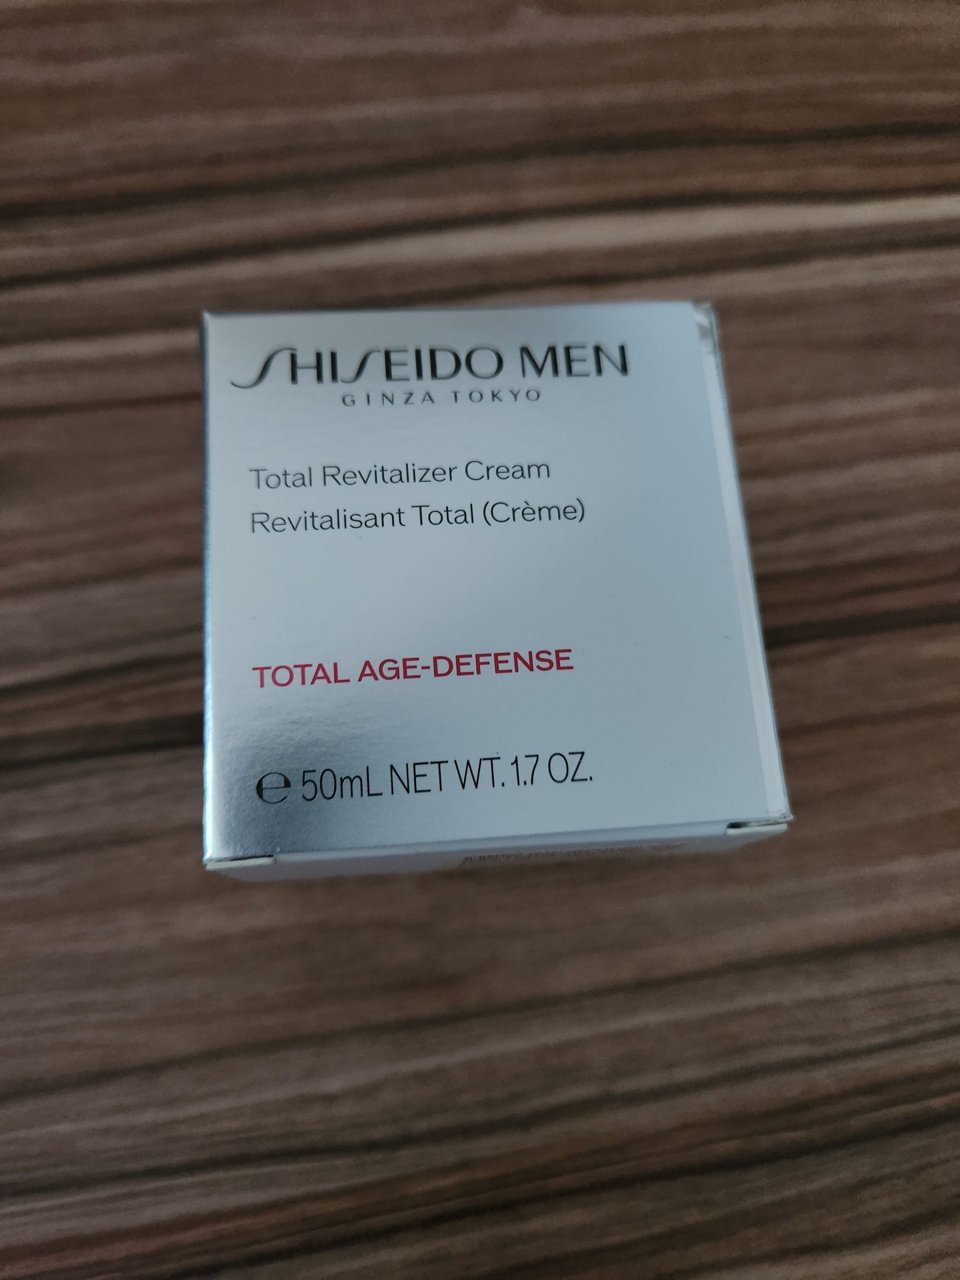 SHISEIDO MEN
GINZA TOKYO
Total Revitalizer Cream
Revitalisant Total (Crème)
TOTAL AGE-DEFENSE
℮ 50mL NET WT. 1.7 OZ.